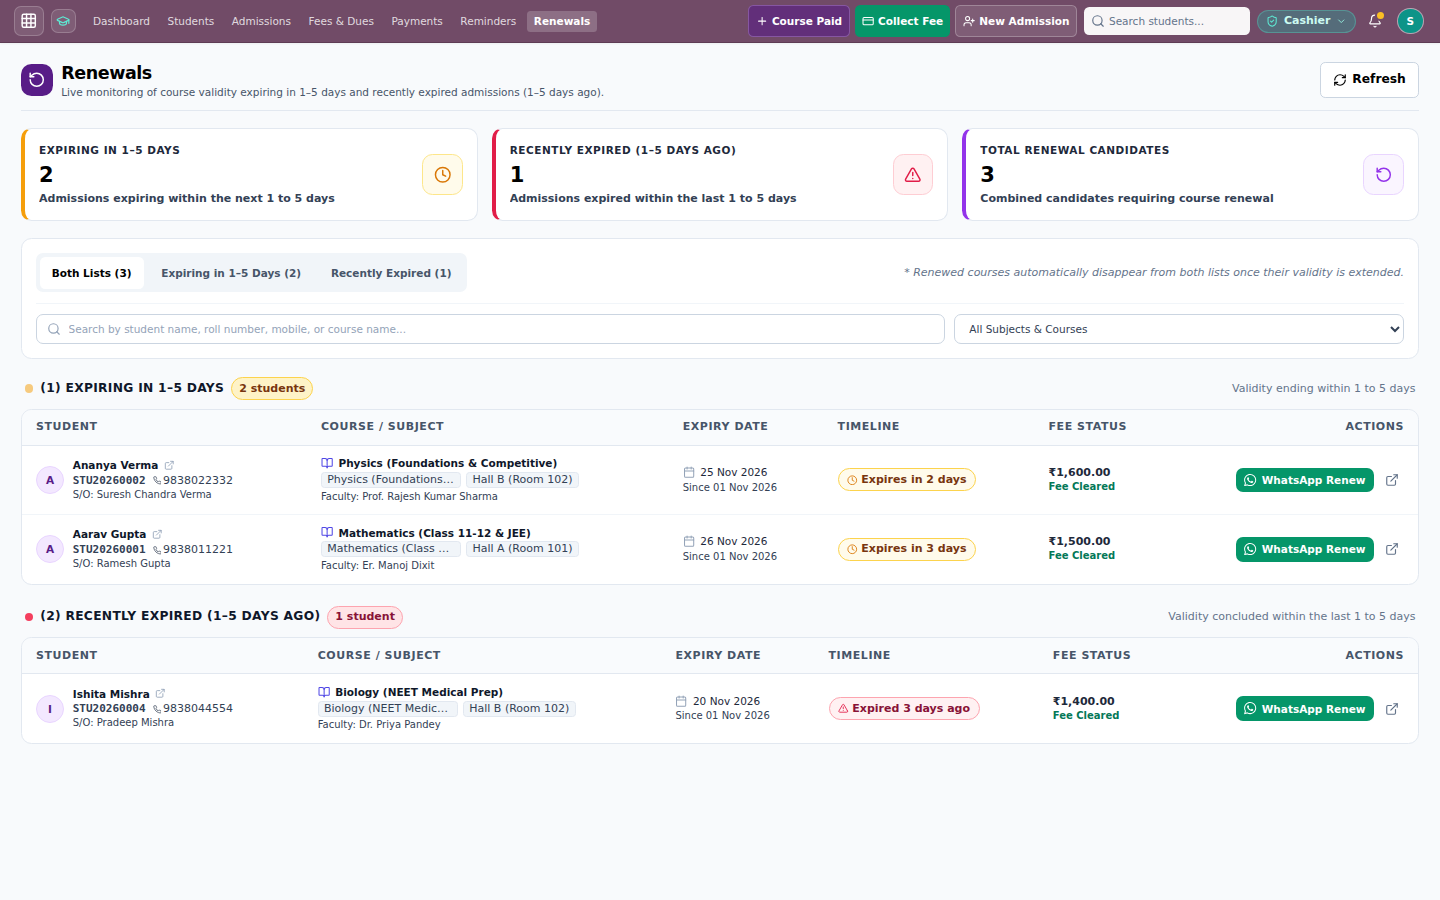 Dashboard Students Admissions Fees & Dues Payments Reminders Renewals Course Paid Collect Fee New Admission Search students... Cashier S
Renewals
Live monitoring of course validity expiring in 1–5 days and recently expired admissions (1–5 days ago).
Refresh
EXPIRING IN 1–5 DAYS
2
Admissions expiring within the next 1 to 5 days
RECENTLY EXPIRED (1–5 DAYS AGO)
1
Admissions expired within the last 1 to 5 days
TOTAL RENEWAL CANDIDATES
3
Combined candidates requiring course renewal
Both Lists (3) Expiring in 1–5 Days (2) Recently Expired (1)
* Renewed courses automatically disappear from both lists once their validity is extended.
Search by student name, roll number, mobile, or course name...
All Subjects & Courses
(1) EXPIRING IN 1–5 DAYS 2 students
Validity ending within 1 to 5 days
STUDENT COURSE / SUBJECT EXPIRY DATE TIMELINE FEE STATUS ACTIONS
A
Ananya Verma
STU20260002 9838022332
S/O: Suresh Chandra Verma
Physics (Foundations & Competitive)
Physics (Foundations... Hall B (Room 102)
Faculty: Prof. Rajesh Kumar Sharma
25 Nov 2026
Since 01 Nov 2026
Expires in 2 days
₹1,600.00
Fee Cleared
WhatsApp Renew
A
Aarav Gupta
STU20260001 9838011221
S/O: Ramesh Gupta
Mathematics (Class 11-12 & JEE)
Mathematics (Class ... Hall A (Room 101)
Faculty: Er. Manoj Dixit
26 Nov 2026
Since 01 Nov 2026
Expires in 3 days
₹1,500.00
Fee Cleared
WhatsApp Renew
(2) RECENTLY EXPIRED (1–5 DAYS AGO) 1 student
Validity concluded within the last 1 to 5 days
STUDENT COURSE / SUBJECT EXPIRY DATE TIMELINE FEE STATUS ACTIONS
I
Ishita Mishra
STU20260004 9838044554
S/O: Pradeep Mishra
Biology (NEET Medical Prep)
Biology (NEET Medic... Hall B (Room 102)
Faculty: Dr. Priya Pandey
20 Nov 2026
Since 01 Nov 2026
Expired 3 days ago
₹1,400.00
Fee Cleared
WhatsApp Renew